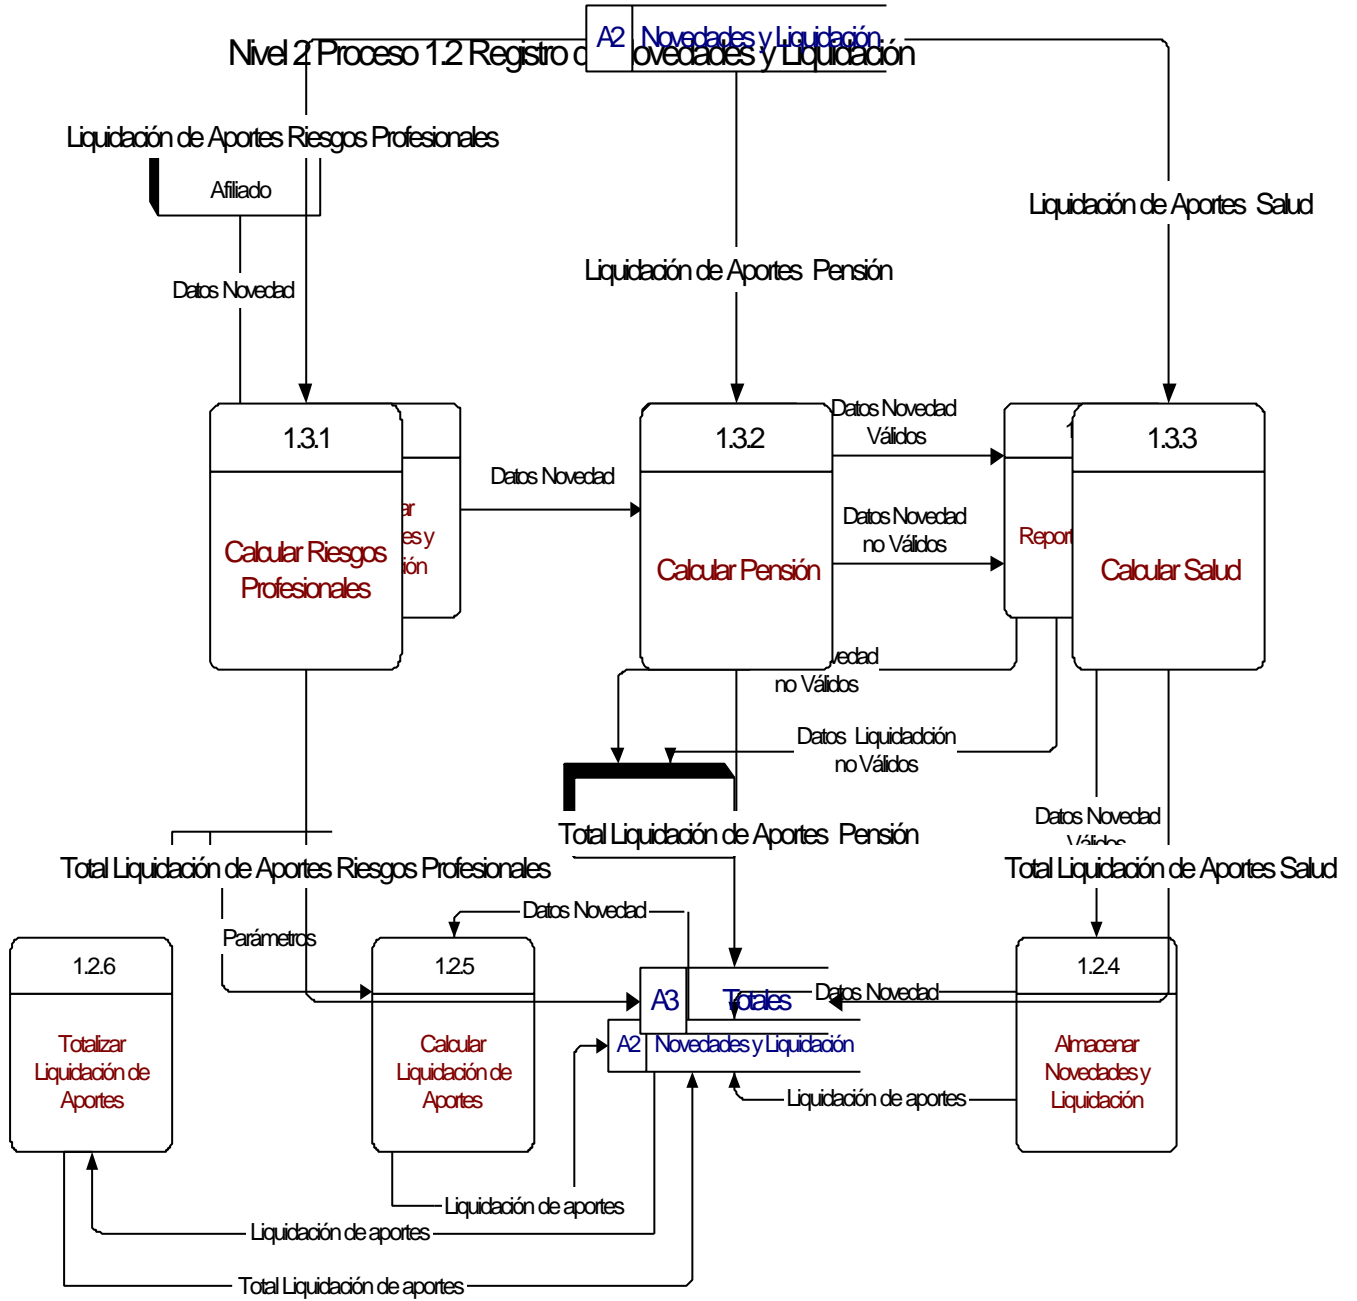 A2 Novedades y Liquidación
Nivel 2 Proceso 1.2 Registro d ovedades y Liquidación
Liquidación de Aportes Riesgos Profesionales
Afiliado
Liquidación de Aportes Salud
Liquidación de Aportes Pensión
Datos Novedad
1.3.1
Calcular Riesgos
Profesionales
ar
es y
ión
Datos Novedad
1.3.2
Calcular Pensión
Datos Novedad
Válidos
Datos Novedad
no Válidos
1.
Report
1.3.3
Calcular Salud
vedad
no Válidos
Datos Liquidadción
no Válidos
Datos Novedad
Válidos
Total Liquidación de Aportes Pensión
Total Liquidación de Aportes Riesgos Profesionales
Total Liquidación de Aportes Salud
Datos Novedad
Parámetros
1.2.6
Totalizar
Liquidación de
Aportes
1.2.5
Calcular
Liquidación de
Aportes
A3 Totales
Datos Novedad
A2 Novedades y Liquidación
1.2.4
Almacenar
Novedades y
Liquidación
Liquidación de aportes
Liquidación de aportes
Liquidación de aportes
Total Liquidación de aportes